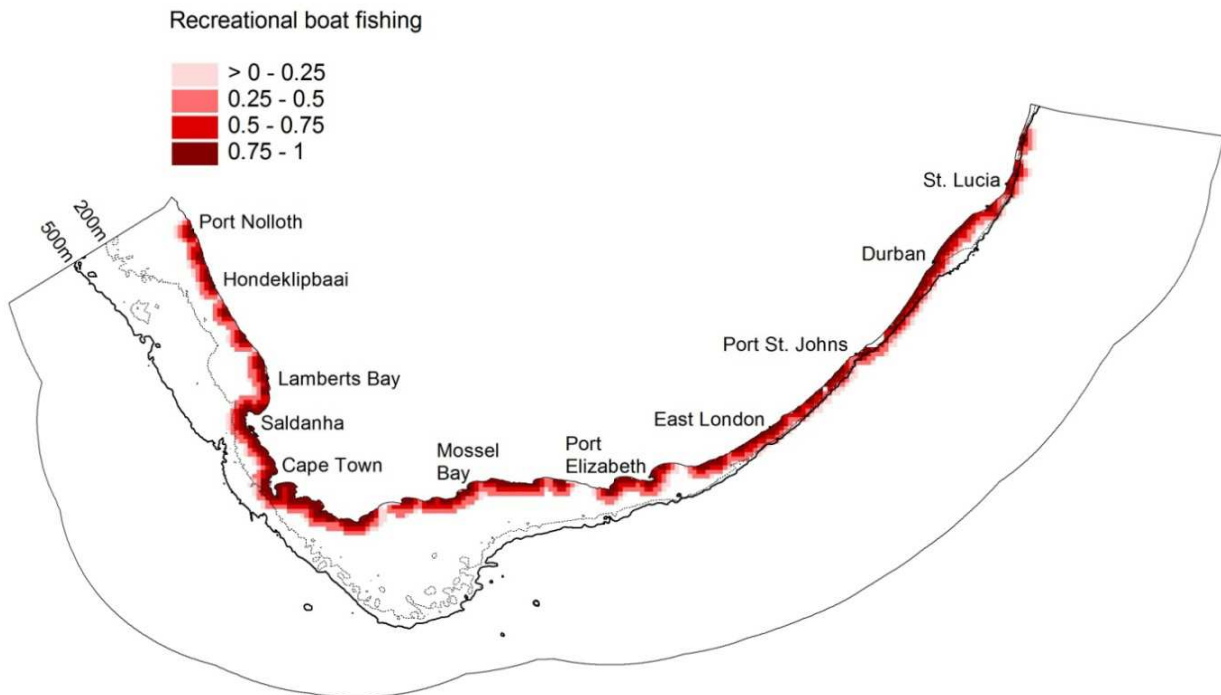 Recreational boat fishing
> 0 - 0.25
0.25 - 0.5
0.5 - 0.75
0.75 - 1
St. Lucia
200m
500m
Port Nolloth
Durban
Hondeklipbaai
Port St. Johns
Lamberts Bay
Saldanha
East London
Cape Town
Mossel
Bay
Port
Elizabeth